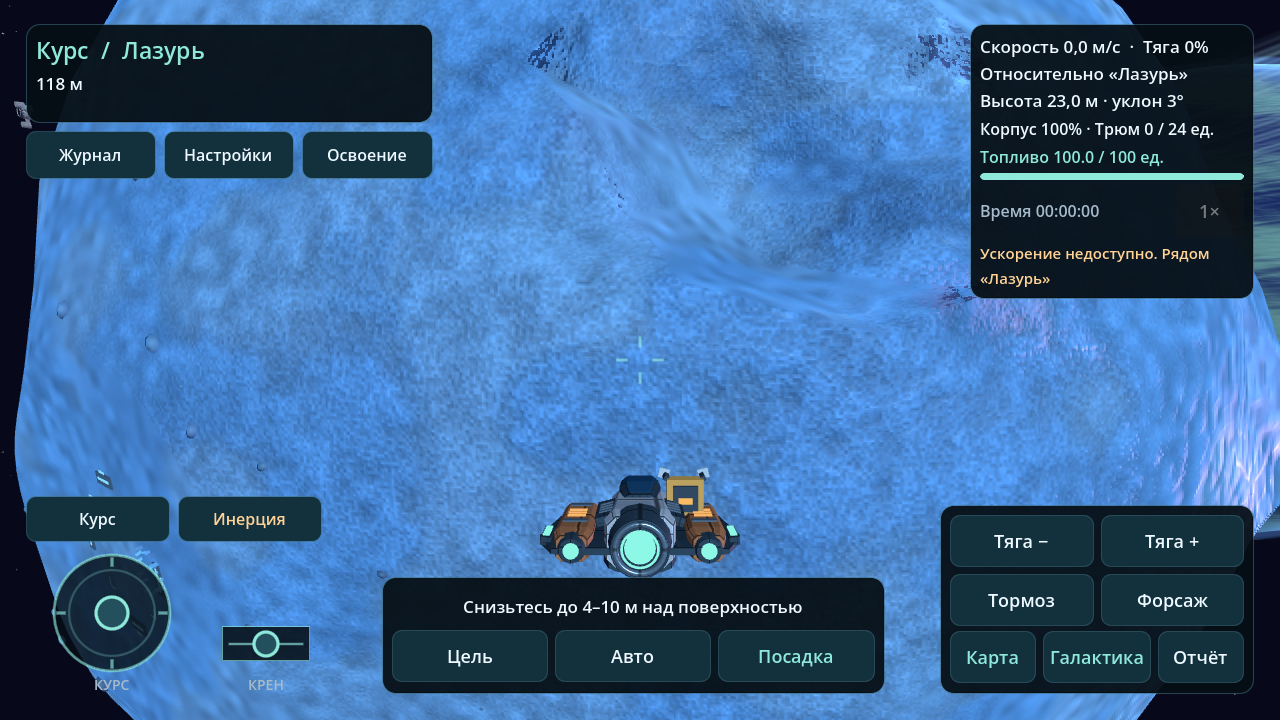 Курс / Лазурь
118 м
Журнал
Настройки
Освоение
Скорость 0,0 м/с · Тяга 0%
Относительно «Лазурь»
Высота 23,0 м · уклон 3°
Корпус 100% · Трюм 0 / 24 ед.
Топливо 100.0 / 100 ед.
Время 00:00:00 1×
Ускорение недоступно. Рядом
«Лазурь»
Курс
Инерция
КУРС
КРЕН
Снизьтесь до 4–10 м над поверхностью
Цель
Авто
Посадка
Тяга −
Тяга +
Тормоз
Форсаж
Карта
Галактика
Отчёт